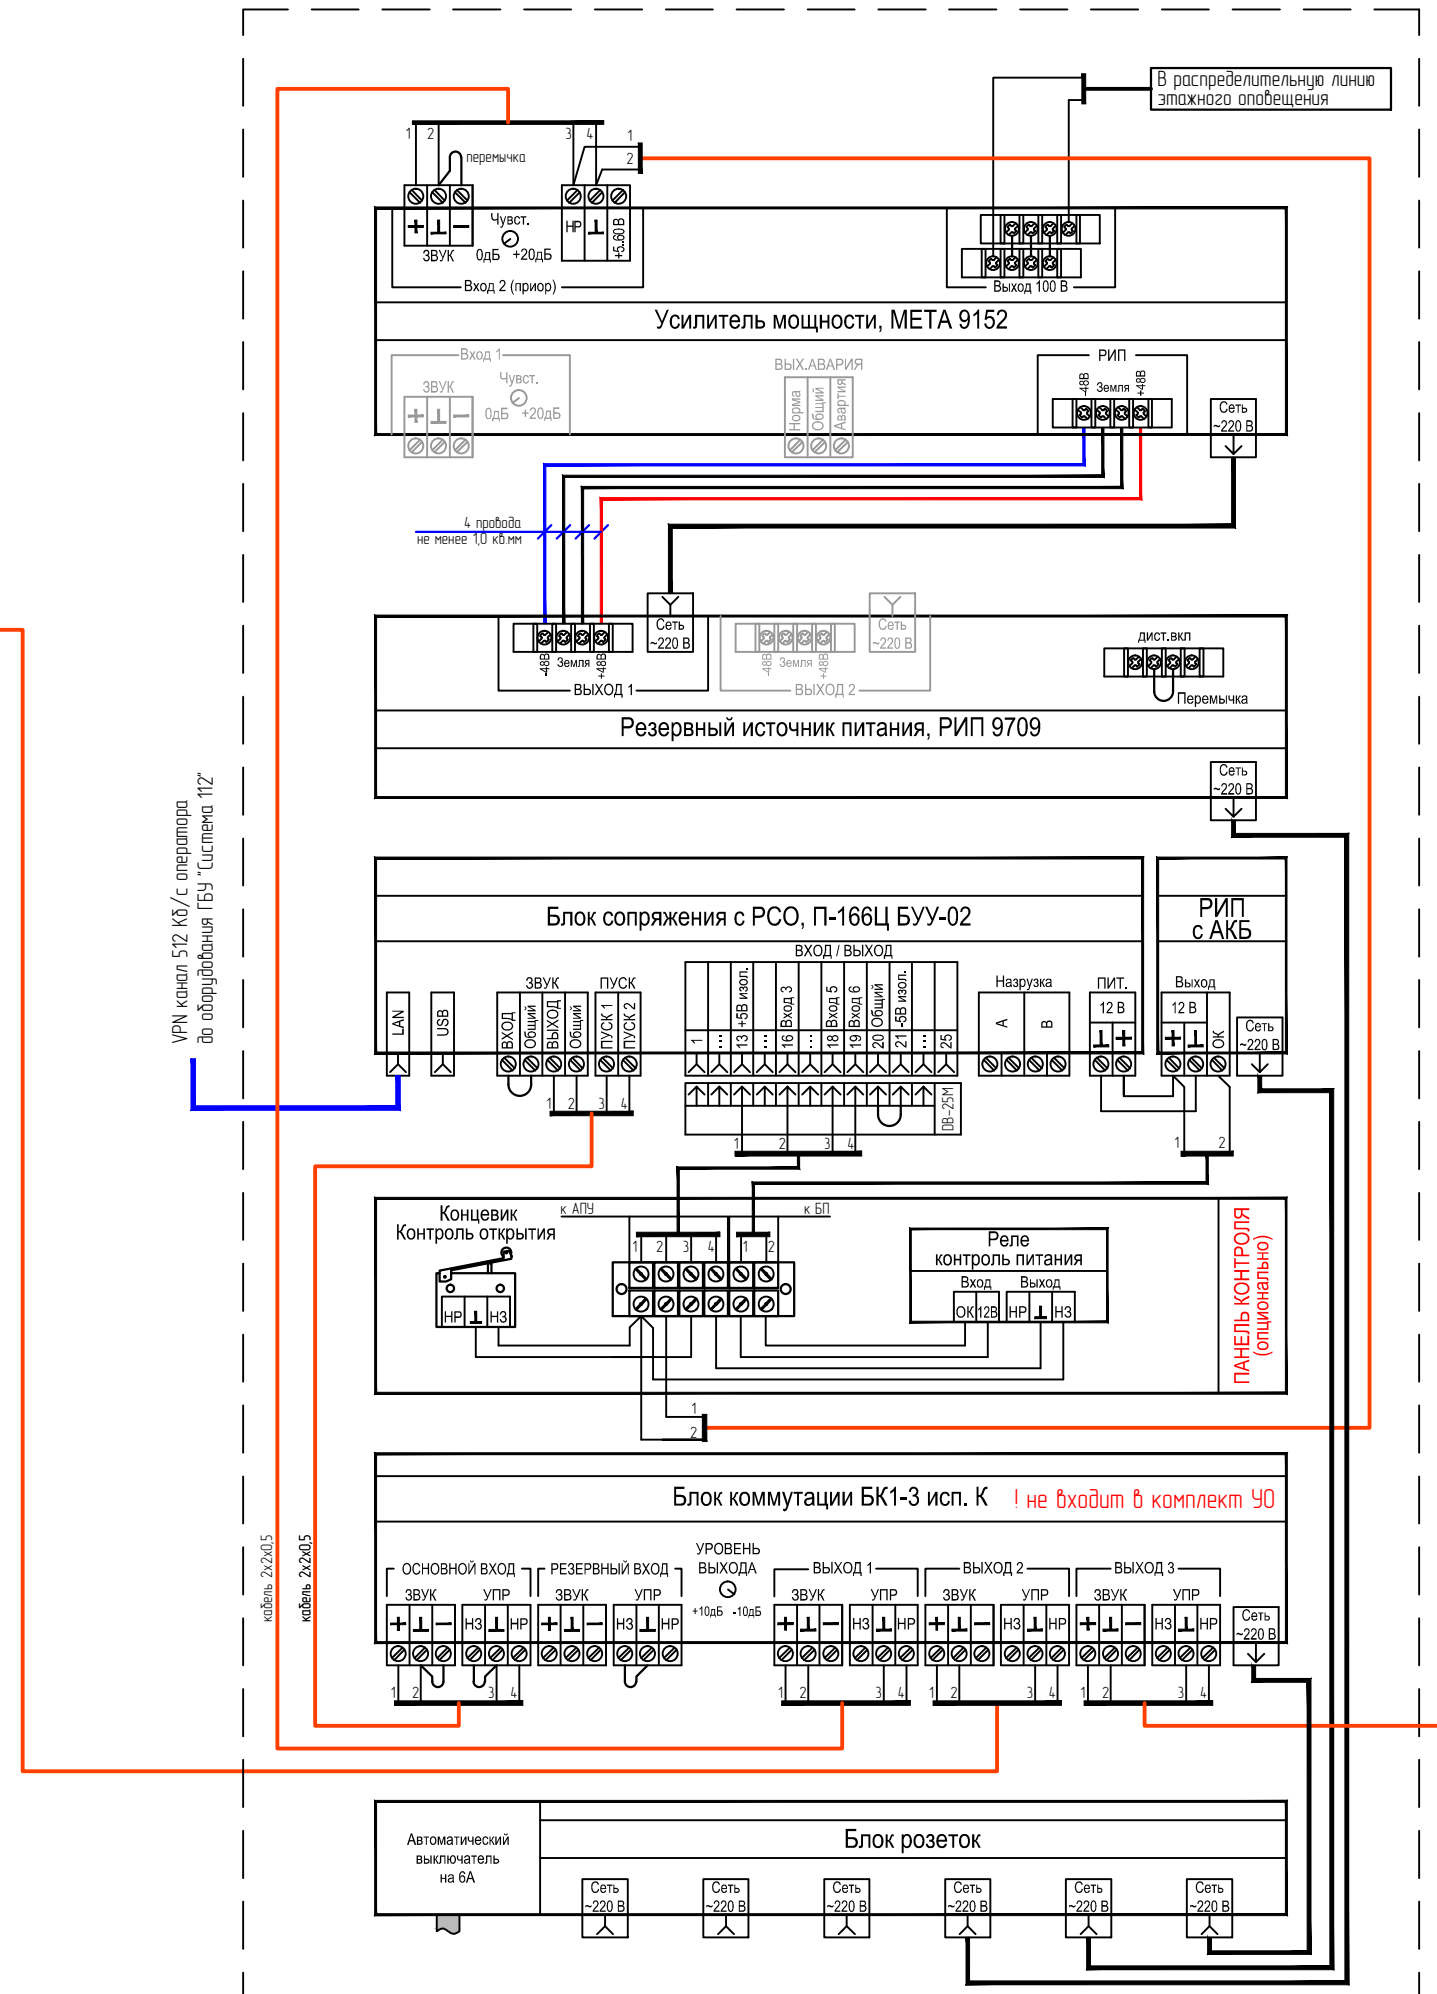 В распределительную линию
этажного оповещения
1 2 3 4 1
2
перемычка
+ ⊥ −
ЗВУК
Чувст.
0дБ +20дБ
НР ⊥ +5..60 В
Вход 2 (приор)
Выход 100 В
Усилитель мощности, МЕТА 9152
Вход 1
ЗВУК
Чувст.
0дБ +20дБ
+ ⊥ −
ВЫХ.АВАРИЯ
Норма
Общий
Авартия
РИП
-48В Земля +48В
Сеть
~220 В
4 провода
не менее 1,0 кв.мм
-48В Земля +48В
ВЫХОД 1
Сеть
~220 В
-48В Земля +48В
ВЫХОД 2
Сеть
~220 В
дист.вкл
Перемычка
Резервный источник питания, РИП 9709
Сеть
~220 В
VPN канал 512 Кб/с оператора
до оборудования ГБУ "Система 112"
Блок сопряжения с РСО, П-166Ц БУУ-02
РИП
с АКБ
LAN
USB
ЗВУК
ВХОД
Общий
ВЫХОД
Общий
ПУСК
ПУСК 1
ПУСК 2
1 2 3 4
ВХОД / ВЫХОД
1
...
13 +5В изол.
...
16 Вход 3
...
18 Вход 5
19 Вход 6
20 Общий
21 -5В изол.
...
25
DB-25M
1 2 3 4
Назрузка
А В
ПИТ.
12 В
⊥ +
Выход
12 В
+ ⊥ ОК
Сеть
~220 В
1 2
Концевик
Контроль открытия
НР ⊥ НЗ
к АПУ
к БП
1 2 3 4 1 2
Реле
контроль питания
Вход Выход
ОК 12В НР ⊥ НЗ
ПАНЕЛЬ КОНТРОЛЯ
(опционально)
1
2
Блок коммутации БК1-3 исп. К
! не входит в комплект УО
кабель 2х2х0,5
кабель 2х2х0,5
ОСНОВНОЙ ВХОД
ЗВУК УПР
+ ⊥ − НЗ ⊥ НР
1 2 3 4
РЕЗЕРВНЫЙ ВХОД
ЗВУК УПР
+ ⊥ − НЗ ⊥ НР
УРОВЕНЬ
ВЫХОДА
+10дБ -10дБ
ВЫХОД 1
ЗВУК УПР
+ ⊥ − НЗ ⊥ НР
1 2 3 4
ВЫХОД 2
ЗВУК УПР
+ ⊥ − НЗ ⊥ НР
1 2 3 4
ВЫХОД 3
ЗВУК УПР
+ ⊥ − НЗ ⊥ НР
1 2 3 4
Сеть
~220 В
Автоматический
выключатель
на 6А
Блок розеток
Сеть
~220 В
Сеть
~220 В
Сеть
~220 В
Сеть
~220 В
Сеть
~220 В
Сеть
~220 В